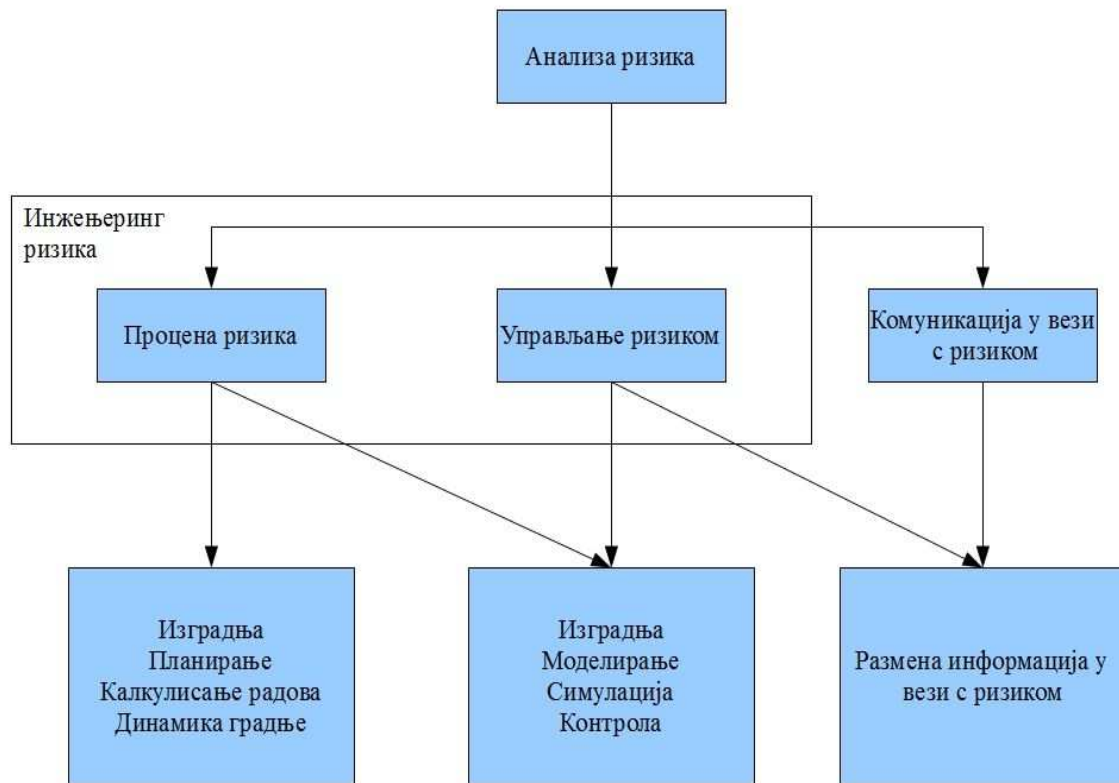 Анализа ризика
Инжењеринг
ризика
Процена ризика
Управљање ризиком
Комуникација у вези
с ризиком
Изградња
Планирање
Калкулисање радова
Динамика градње
Изградња
Моделирање
Симулација
Контрола
Размена информација у
вези с ризиком